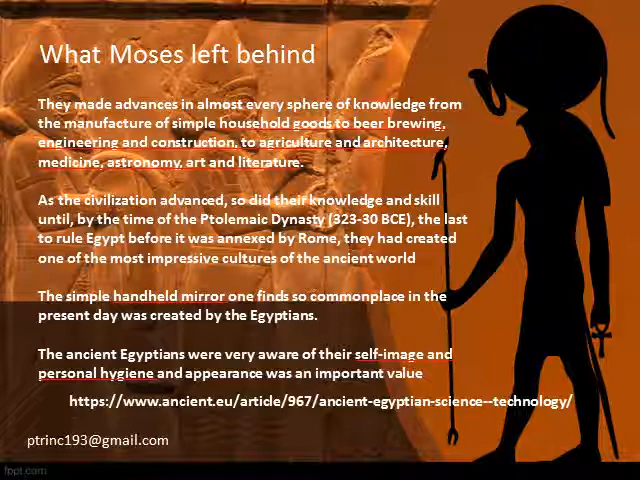 What Moses left behind
They made advances in almost every sphere of knowledge from
the manufacture of simple household goods to beer brewing,
engineering and construction, to agriculture and architecture,
medicine, astronomy, art and literature.
As the civilization advanced, so did their knowledge and skill
until, by the time of the Ptolemaic Dynasty (323-30 BCE), the last
to rule Egypt before it was annexed by Rome, they had created
one of the most impressive cultures of the ancient world
The simple handheld mirror one finds so commonplace in the
present day was created by the Egyptians.
The ancient Egyptians were very aware of their self-image and
personal hygiene and appearance was an important value
https://www.ancient.eu/article/967/ancient-egyptian-science--technology/
ptrinc193@gmail.com
fppt.com